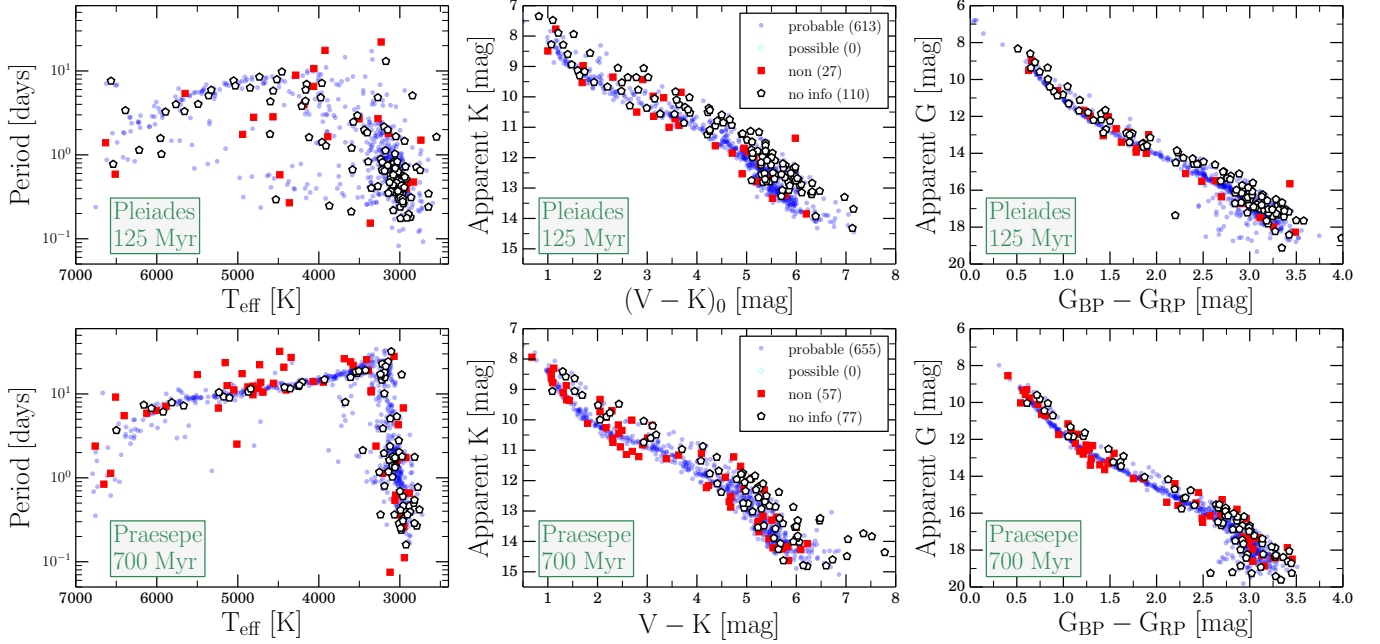 Period [days]
10¹
10⁰
10⁻¹
7000 6000 5000 4000 3000
T_eff [K]
Pleiades
125 Myr
Apparent K [mag]
7
8
9
10
11
12
13
14
15
1 2 3 4 5 6 7 8
(V − K)₀ [mag]
probable (613)
possible (0)
non (27)
no info (110)
Pleiades
125 Myr
Apparent G [mag]
6
8
10
12
14
16
18
20
0.0 0.5 1.0 1.5 2.0 2.5 3.0 3.5 4.0
G_BP − G_RP [mag]
Pleiades
125 Myr
Period [days]
10¹
10⁰
10⁻¹
7000 6000 5000 4000 3000
T_eff [K]
Praesepe
700 Myr
Apparent K [mag]
7
8
9
10
11
12
13
14
15
1 2 3 4 5 6 7 8
V − K [mag]
probable (655)
possible (0)
non (57)
no info (77)
Praesepe
700 Myr
Apparent G [mag]
6
8
10
12
14
16
18
20
0.0 0.5 1.0 1.5 2.0 2.5 3.0 3.5 4.0
G_BP − G_RP [mag]
Praesepe
700 Myr